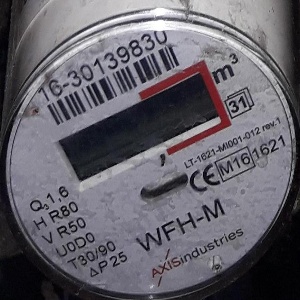 16-30139830
m³
31
LT-1621-MI001-012 rev.1
CE M16 1621
Q₃1,6
H R80
V R50
U0D0
T30/90
ΔP25
WFH-M
AXISindustries